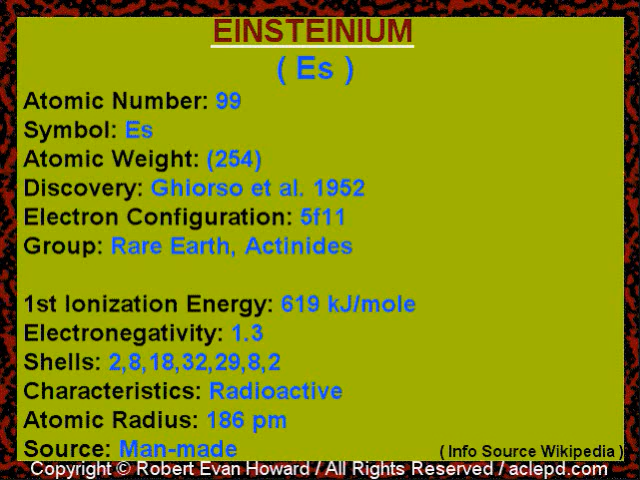 EINSTEINIUM
( Es )
Atomic Number: 99
Symbol: Es
Atomic Weight: (254)
Discovery: Ghiorso et al. 1952
Electron Configuration: 5f11
Group: Rare Earth, Actinides
1st Ionization Energy: 619 kJ/mole
Electronegativity: 1.3
Shells: 2,8,18,32,29,8,2
Characteristics: Radioactive
Atomic Radius: 186 pm
Source: Man-made
( Info Source Wikipedia )
Copyright © Robert Evan Howard / All Rights Reserved / aclepd.com